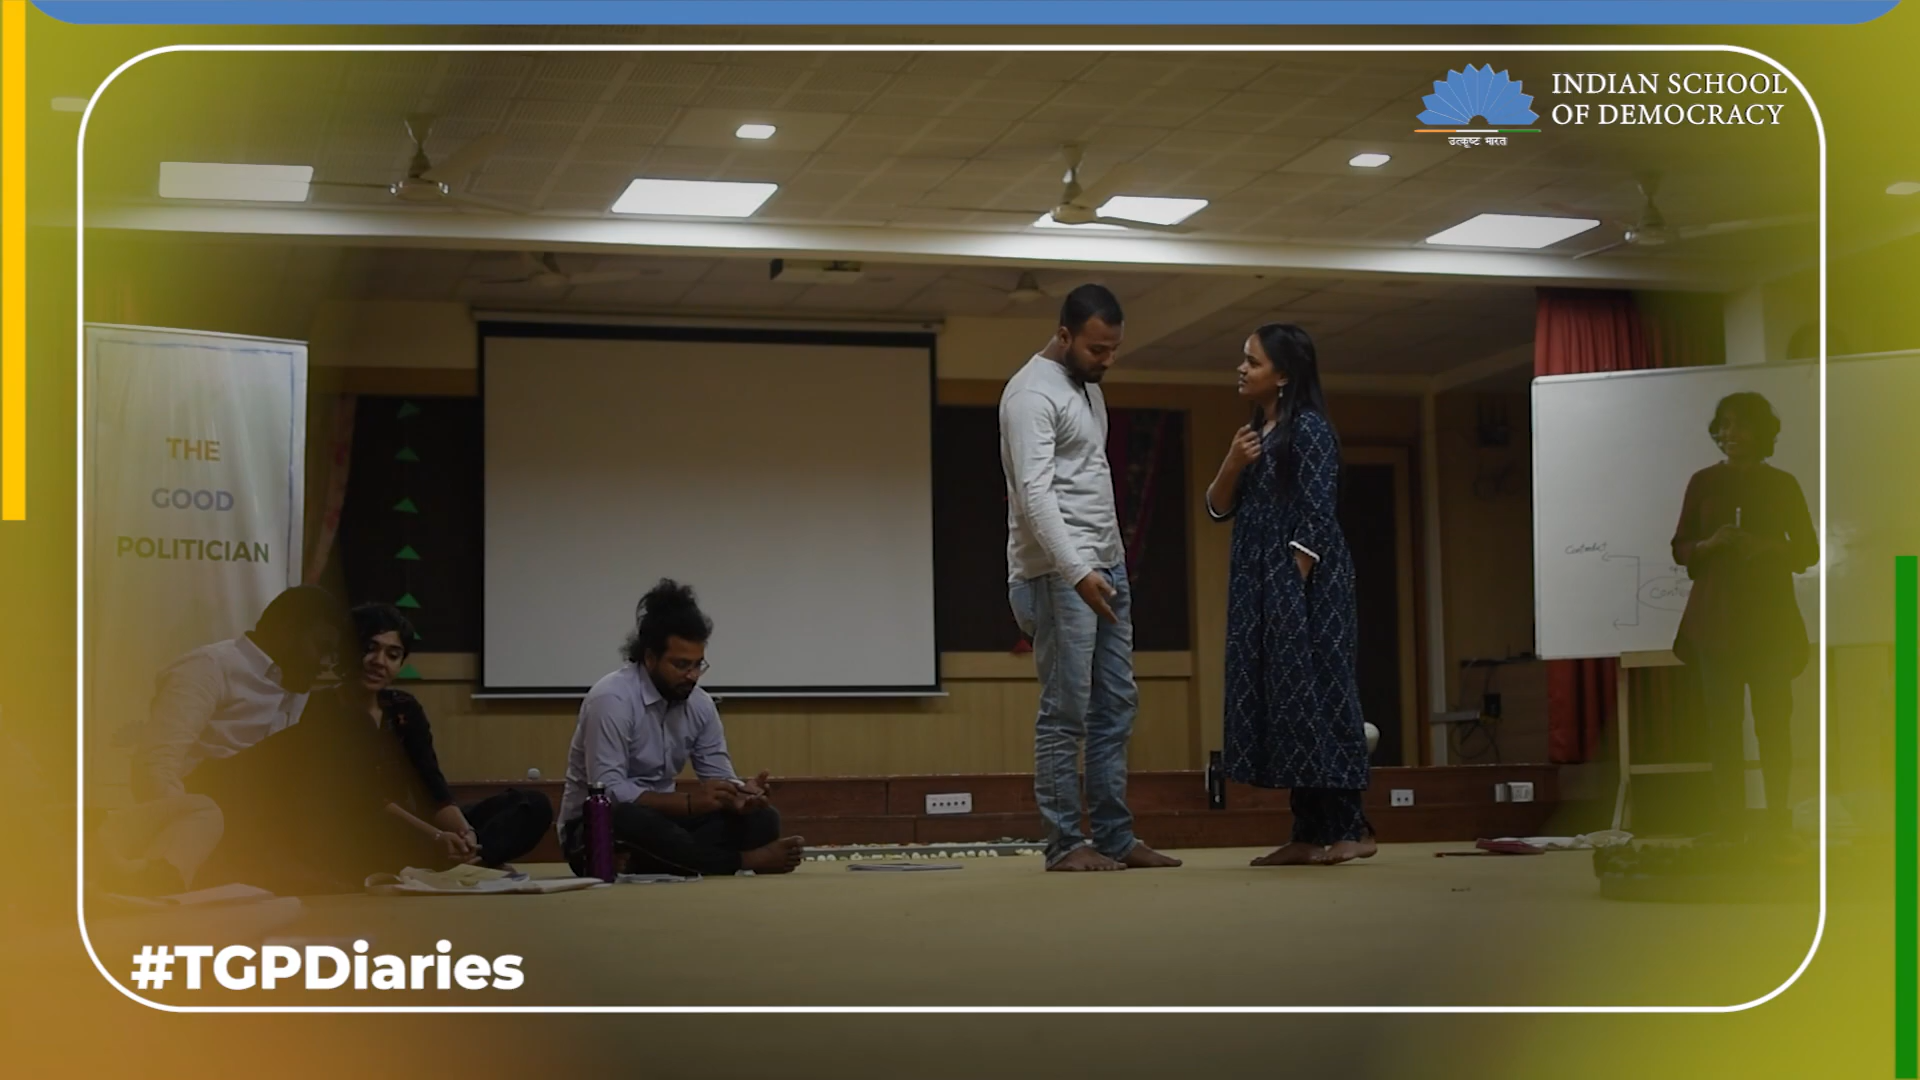 INDIAN SCHOOL
OF DEMOCRACY
उत्कृष्ट भारत
THE
GOOD
POLITICIAN
#TGPDiaries